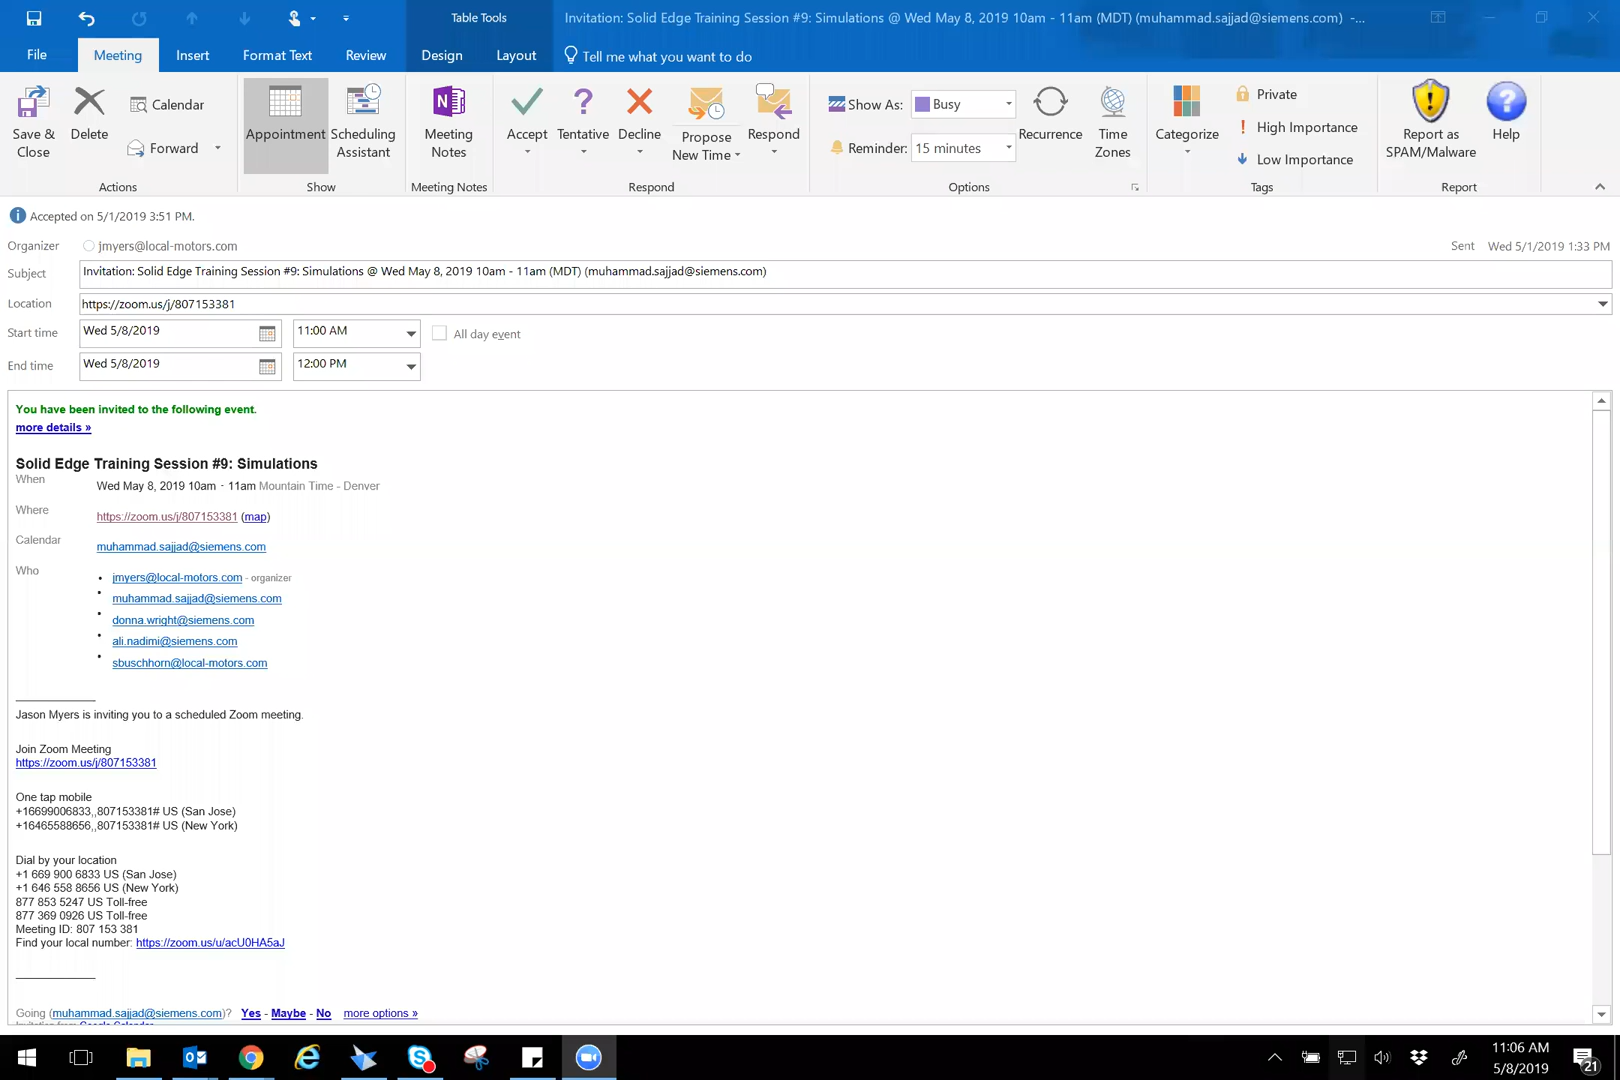 Table Tools
Invitation: Solid Edge Training Session #9: Simulations @ Wed May 8, 2019 10am - 11am (MDT) (muhammad.sajjad@siemens.com) -...
File
Meeting
Insert
Format Text
Review
Design
Layout
Tell me what you want to do
Save & Close
Delete
Calendar
Forward
Actions
Appointment
Scheduling Assistant
Show
Meeting Notes
Meeting Notes
Accept
Tentative
Decline
Propose New Time
Respond
Respond
Show As:
Busy
Reminder:
15 minutes
Recurrence
Time Zones
Options
Categorize
Private
High Importance
Low Importance
Tags
Report as SPAM/Malware
Help
Report
Accepted on 5/1/2019 3:51 PM.
Organizer jmyers@local-motors.com Sent Wed 5/1/2019 1:33 PM
Subject Invitation: Solid Edge Training Session #9: Simulations @ Wed May 8, 2019 10am - 11am (MDT) (muhammad.sajjad@siemens.com)
Location https://zoom.us/j/807153381
Start time Wed 5/8/2019 11:00 AM All day event
End time Wed 5/8/2019 12:00 PM
You have been invited to the following event.
more details »
Solid Edge Training Session #9: Simulations
When Wed May 8, 2019 10am - 11am Mountain Time - Denver
Where https://zoom.us/j/807153381 (map)
Calendar muhammad.sajjad@siemens.com
Who • jmyers@local-motors.com - organizer
• muhammad.sajjad@siemens.com
• donna.wright@siemens.com
• ali.nadimi@siemens.com
• sbuschhorn@local-motors.com
Jason Myers is inviting you to a scheduled Zoom meeting.
Join Zoom Meeting
https://zoom.us/j/807153381
One tap mobile
+16699006833,,807153381# US (San Jose)
+16465588656,,807153381# US (New York)
Dial by your location
+1 669 900 6833 US (San Jose)
+1 646 558 8656 US (New York)
877 853 5247 US Toll-free
877 369 0926 US Toll-free
Meeting ID: 807 153 381
Find your local number: https://zoom.us/u/acU0HA5aJ
Going (muhammad.sajjad@siemens.com)? Yes - Maybe - No more options »
Invitation from Google Calendar
11:06 AM
5/8/2019
21